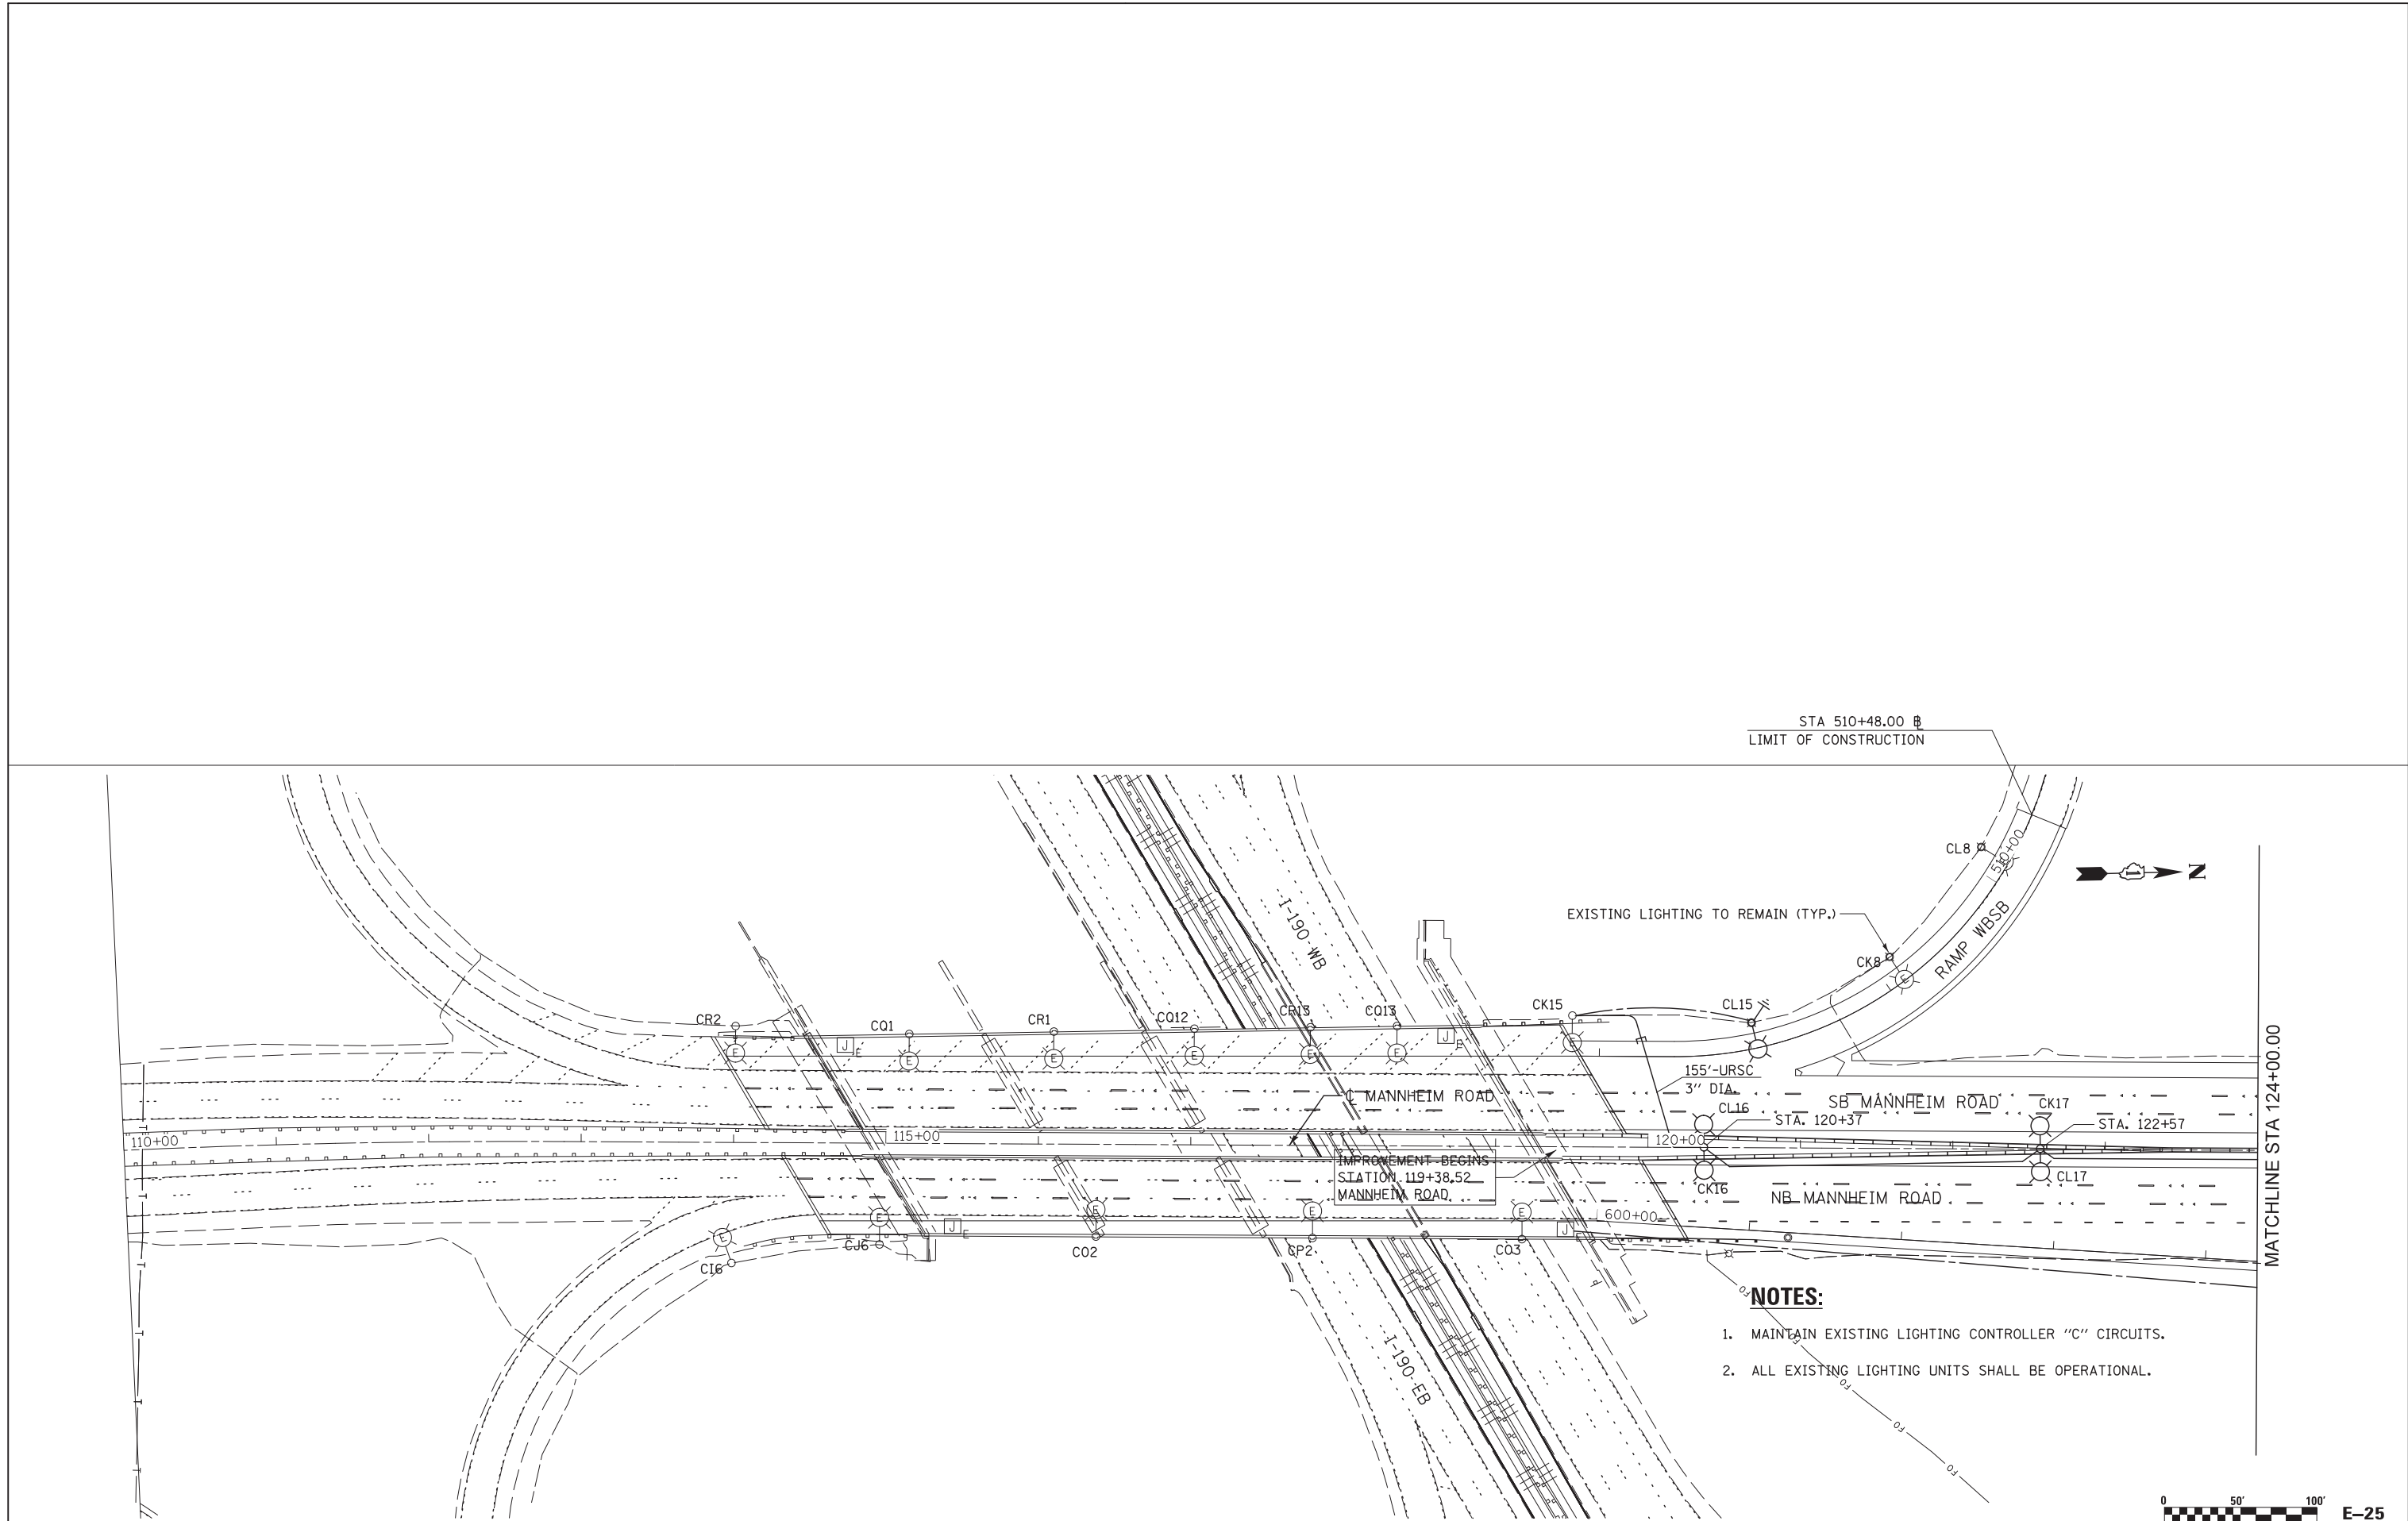 STA 510+48.00 B
LIMIT OF CONSTRUCTION
CL8
510+00
N
EXISTING LIGHTING TO REMAIN (TYP.)
CK8
E
RAMP WBSB
I-190 WB
CR2
CQ1
CR1
CQ12
CR13
CQ13
CK15
CL15
E
E
E
E
E
E
E
J
E
J
E
155'-URSC
3" DIA.
CL16
STA. 120+37
SB MANNHEIM ROAD
CK17
STA. 122+57
℄ MANNHEIM ROAD
110+00
115+00
120+00
IMPROVEMENT BEGINS
STATION 119+38.52
MANNHEIM ROAD
CK16
NB MANNHEIM ROAD
CL17
600+00
MATCHLINE STA 124+00.00
E
E
E
E
E
J
E
J
CI6
CJ6
CO2
CP2
CO3
I-190 EB
FO
FO
FO
FO
FO
NOTES:
1. MAINTAIN EXISTING LIGHTING CONTROLLER "C" CIRCUITS.
2. ALL EXISTING LIGHTING UNITS SHALL BE OPERATIONAL.
0 50' 100'
E-25